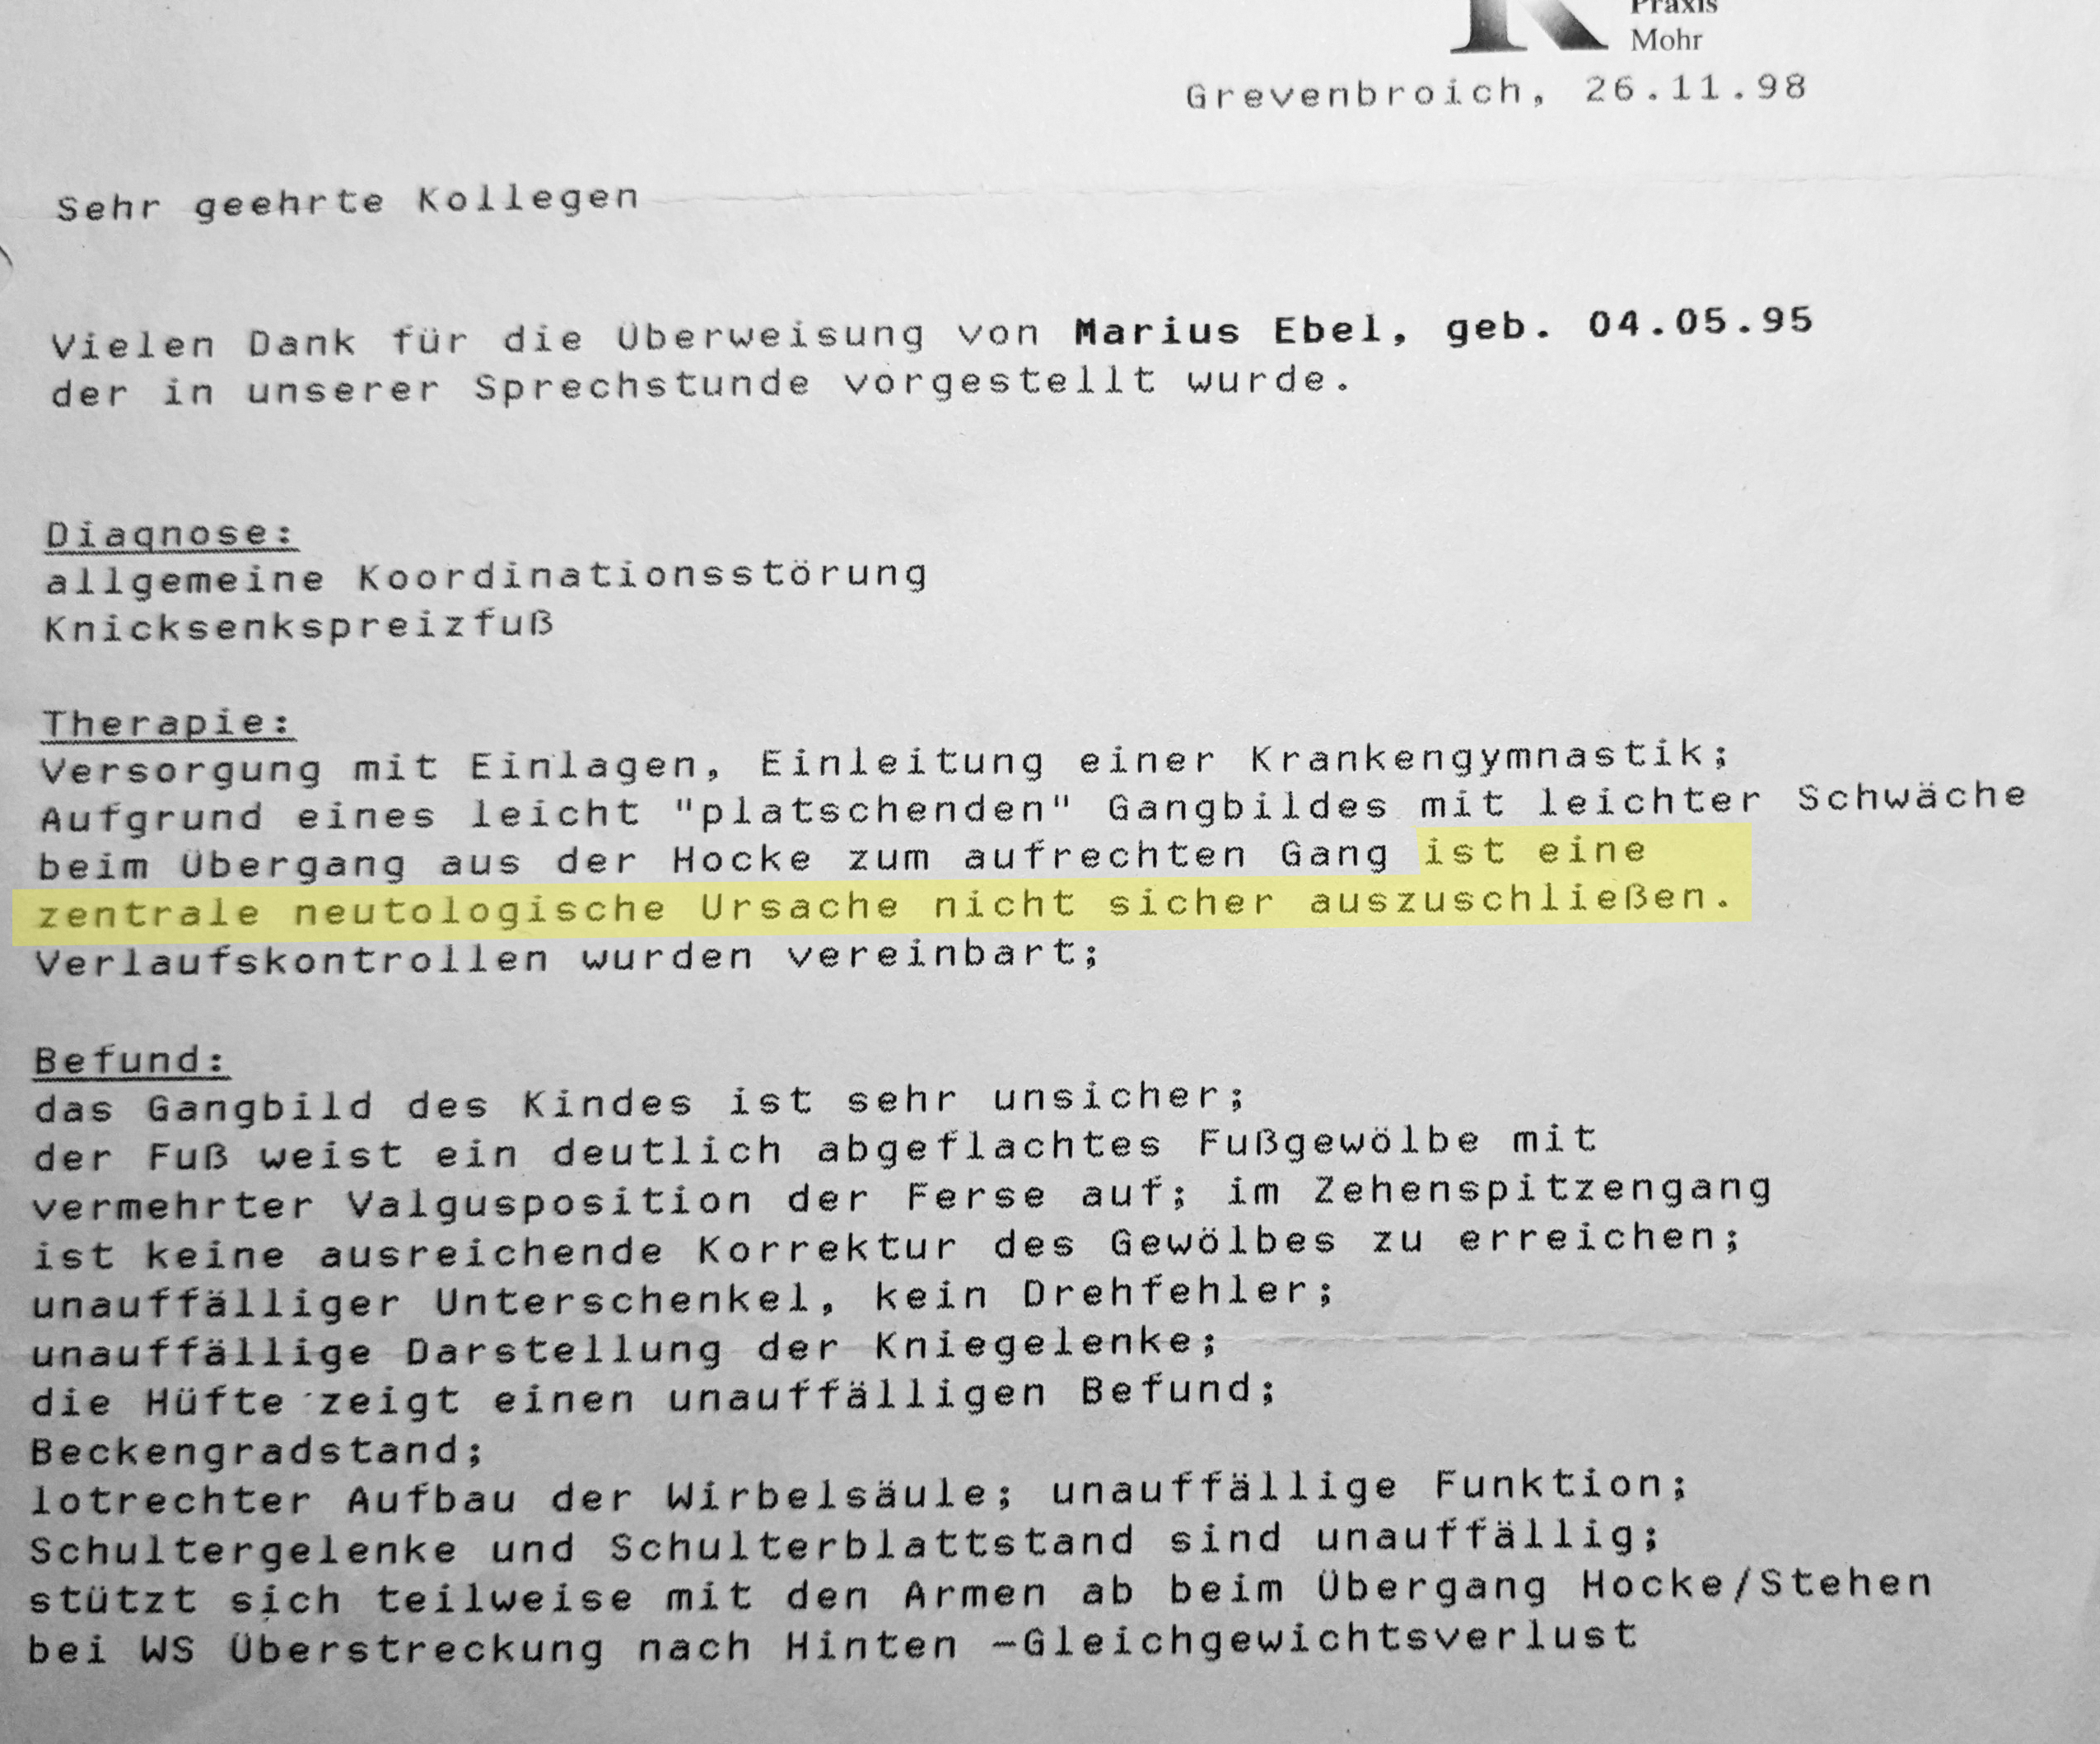 Praxis
Mohr
Grevenbroich, 26.11.98
Sehr geehrte Kollegen
Vielen Dank für die Überweisung von Marius Ebel, geb. 04.05.95
der in unserer Sprechstunde vorgestellt wurde.
Diagnose:
allgemeine Koordinationsstörung
Knicksenkspreizfuß
Therapie:
Versorgung mit Einlagen, Einleitung einer Krankengymnastik;
Aufgrund eines leicht "platschenden" Gangbildes mit leichter Schwäche
beim Übergang aus der Hocke zum aufrechten Gang ist eine
zentrale neutologische Ursache nicht sicher auszuschließen.
Verlaufskontrollen wurden vereinbart;
Befund:
das Gangbild des Kindes ist sehr unsicher;
der Fuß weist ein deutlich abgeflachtes Fußgewölbe mit
vermehrter Valgusposition der Ferse auf; im Zehenspitzengang
ist keine ausreichende Korrektur des Gewölbes zu erreichen;
unauffälliger Unterschenkel, kein Drehfehler;
unauffällige Darstellung der Kniegelenke;
die Hüfte zeigt einen unauffälligen Befund;
Beckengradstand;
lotrechter Aufbau der Wirbelsäule; unauffällige Funktion;
Schultergelenke und Schulterblattstand sind unauffällig;
stützt sich teilweise mit den Armen ab beim Übergang Hocke/Stehen
bei WS Überstreckung nach Hinten -Gleichgewichtsverlust